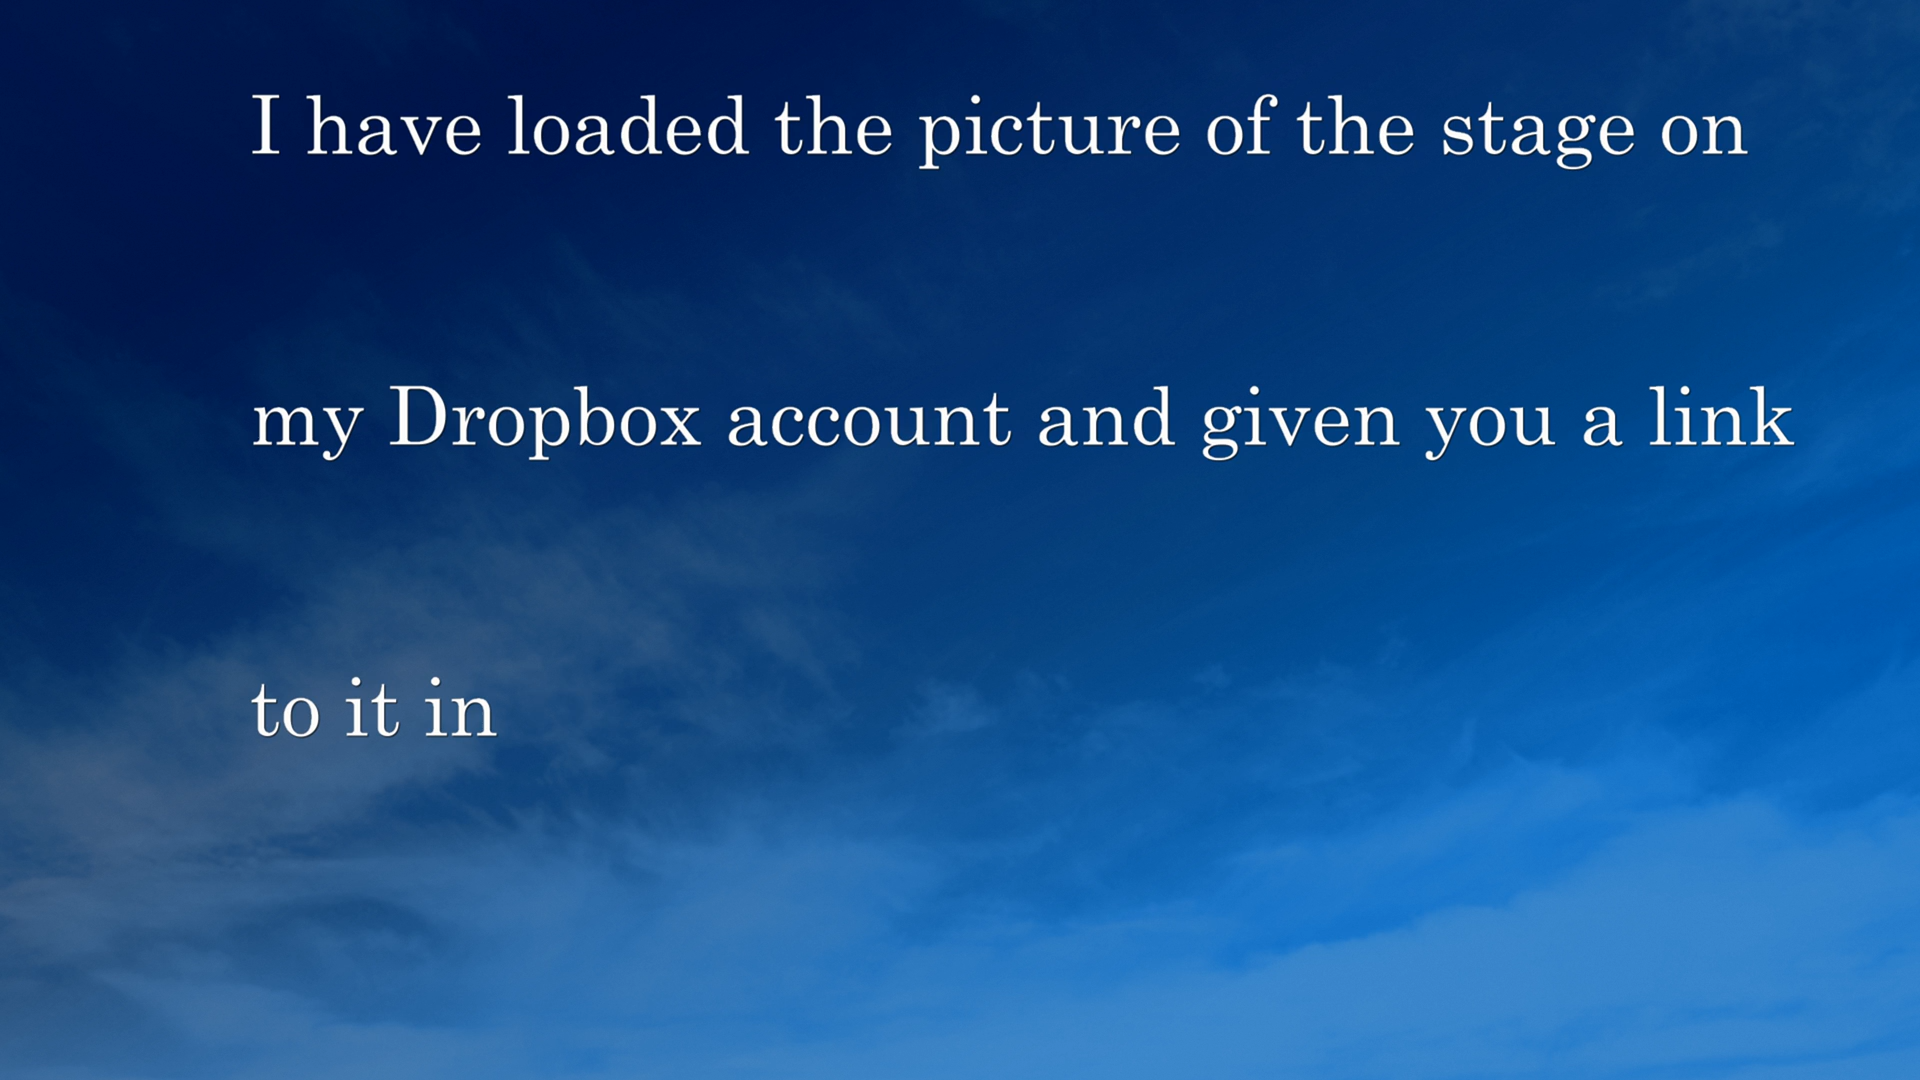 I have loaded the picture of the stage on
my Dropbox account and given you a link
to it in